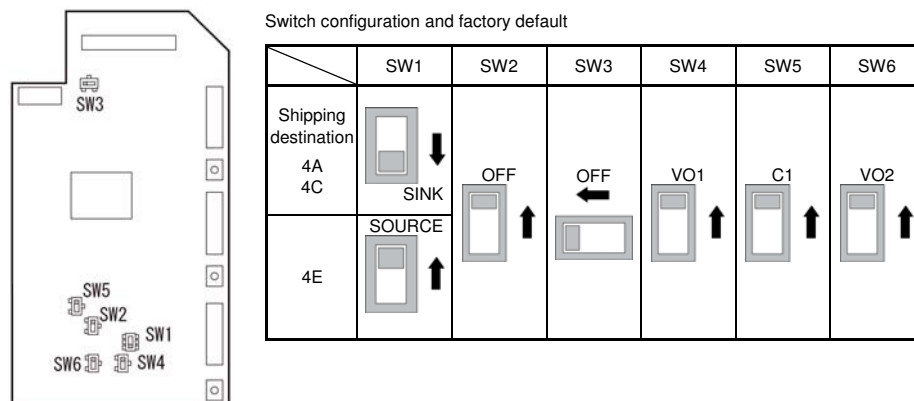 Switch configuration and factory default
SW1 SW2 SW3 SW4 SW5 SW6
Shipping
destination
4A
4C
SINK
OFF OFF VO1 C1 VO2
SOURCE
4E
SW3
SW5
SW2
SW1
SW6 SW4